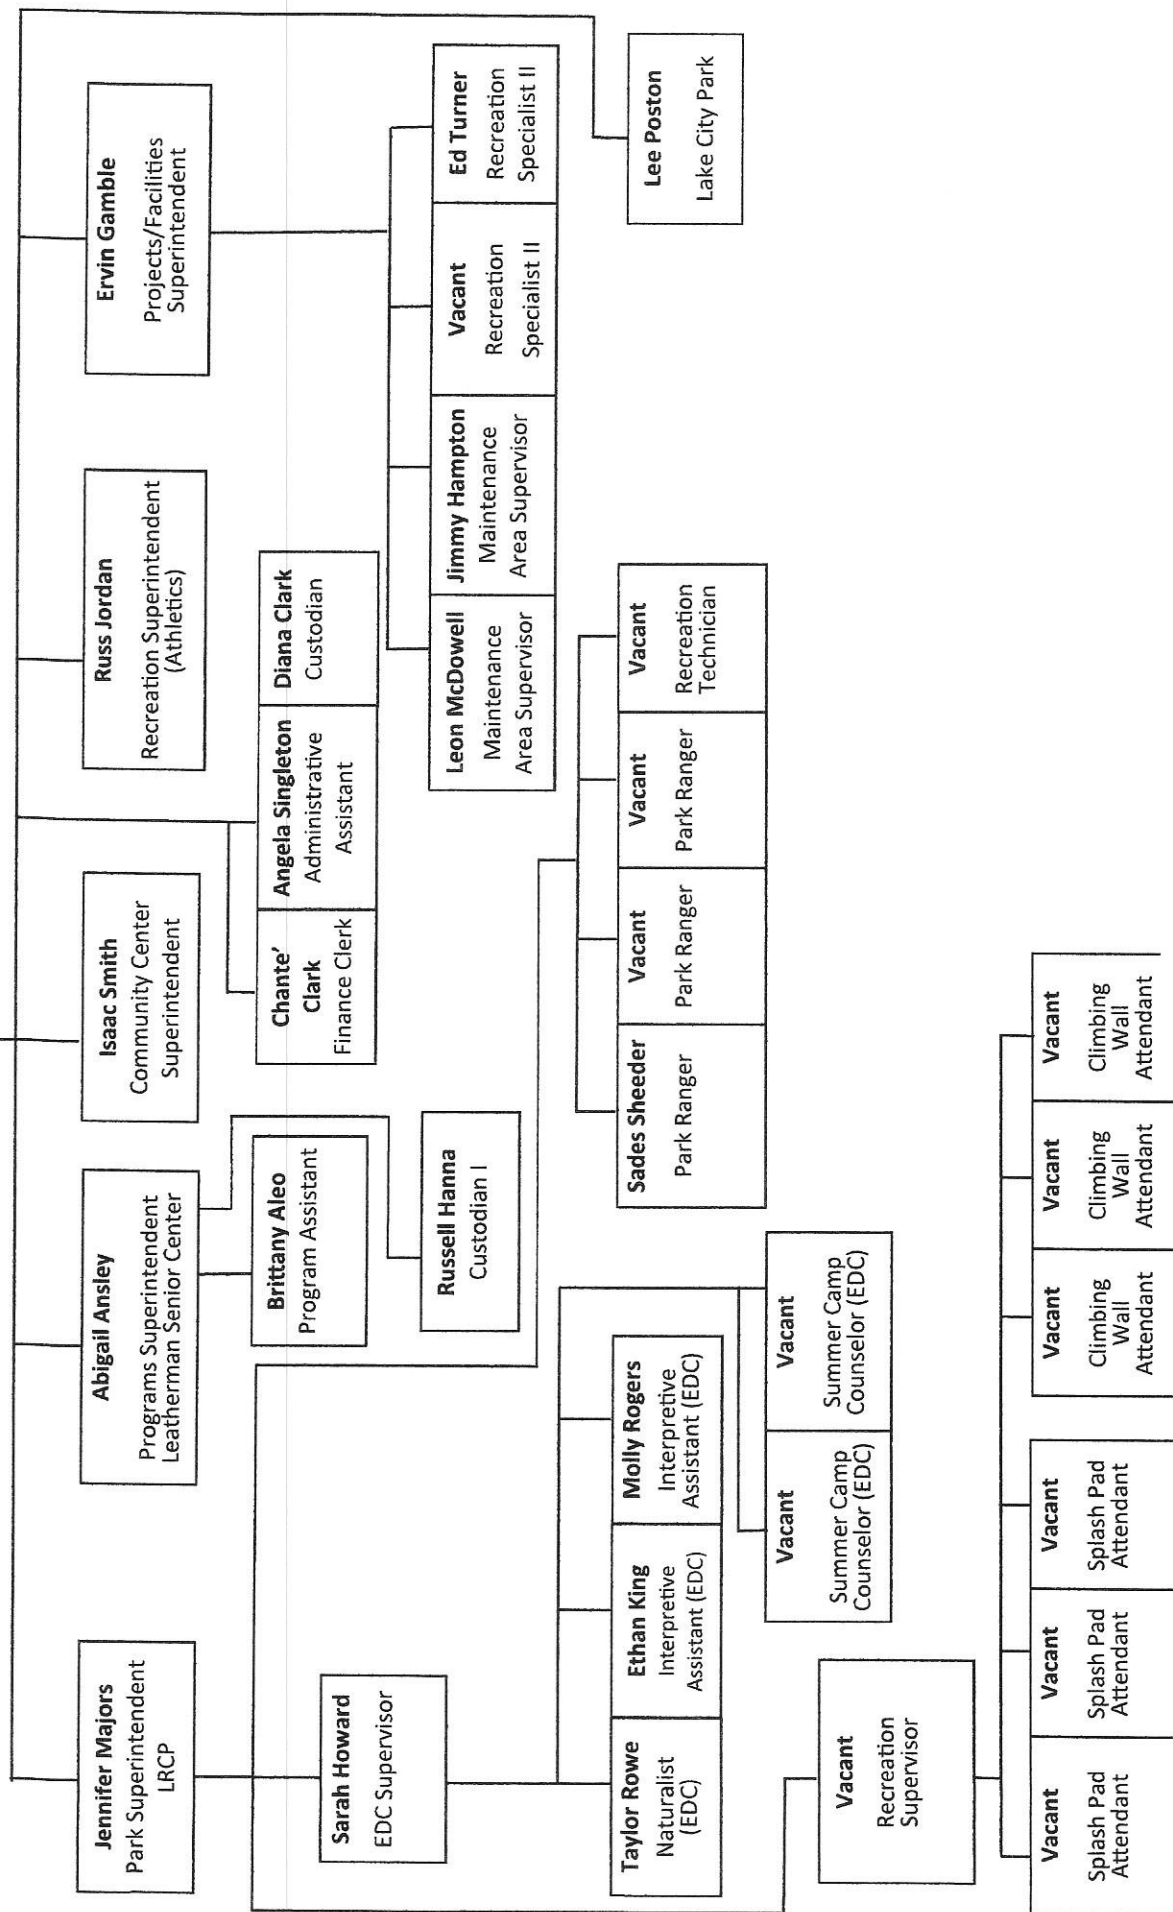 Jennifer Majors
Park Superintendent
LRCP
Abigail Ansley
Programs Superintendent
Leatherman Senior Center
Isaac Smith
Community Center
Superintendent
Russ Jordan
Recreation Superintendent
(Athletics)
Ervin Gamble
Projects/Facilities
Superintendent
Brittany Aleo
Program Assistant
Chante’
Clark
Finance Clerk
Angela Singleton
Administrative
Assistant
Diana Clark
Custodian
Sarah Howard
EDC Supervisor
Russell Hanna
Custodian I
Leon McDowell
Maintenance
Area Supervisor
Jimmy Hampton
Maintenance
Area Supervisor
Vacant
Recreation
Specialist II
Ed Turner
Recreation
Specialist II
Taylor Rowe
Naturalist
(EDC)
Ethan King
Interpretive
Assistant (EDC)
Molly Rogers
Interpretive
Assistant (EDC)
Sades Sheeder
Park Ranger
Vacant
Park Ranger
Vacant
Park Ranger
Vacant
Recreation
Technician
Lee Poston
Lake City Park
Vacant
Summer Camp
Counselor (EDC)
Vacant
Summer Camp
Counselor (EDC)
Vacant
Recreation
Supervisor
Vacant
Splash Pad
Attendant
Vacant
Splash Pad
Attendant
Vacant
Splash Pad
Attendant
Vacant
Climbing
Wall
Attendant
Vacant
Climbing
Wall
Attendant
Vacant
Climbing
Wall
Attendant